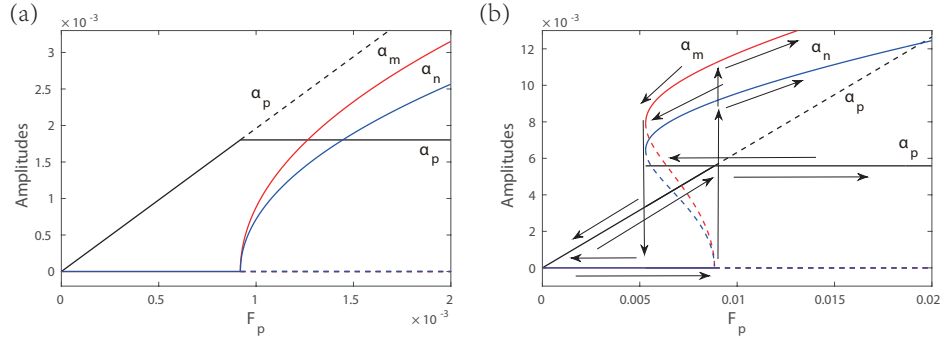 (a)
× 10⁻³
3
2.5
2
1.5
1
0.5
0
Amplitudes
α_p
α_m
α_n
α_p
0
0.5
1
1.5
2
× 10⁻³
F_p
(b)
× 10⁻³
12
10
8
6
4
2
0
Amplitudes
α_m
α_n
α_p
α_p
0
0.005
0.01
0.015
0.02
F_p